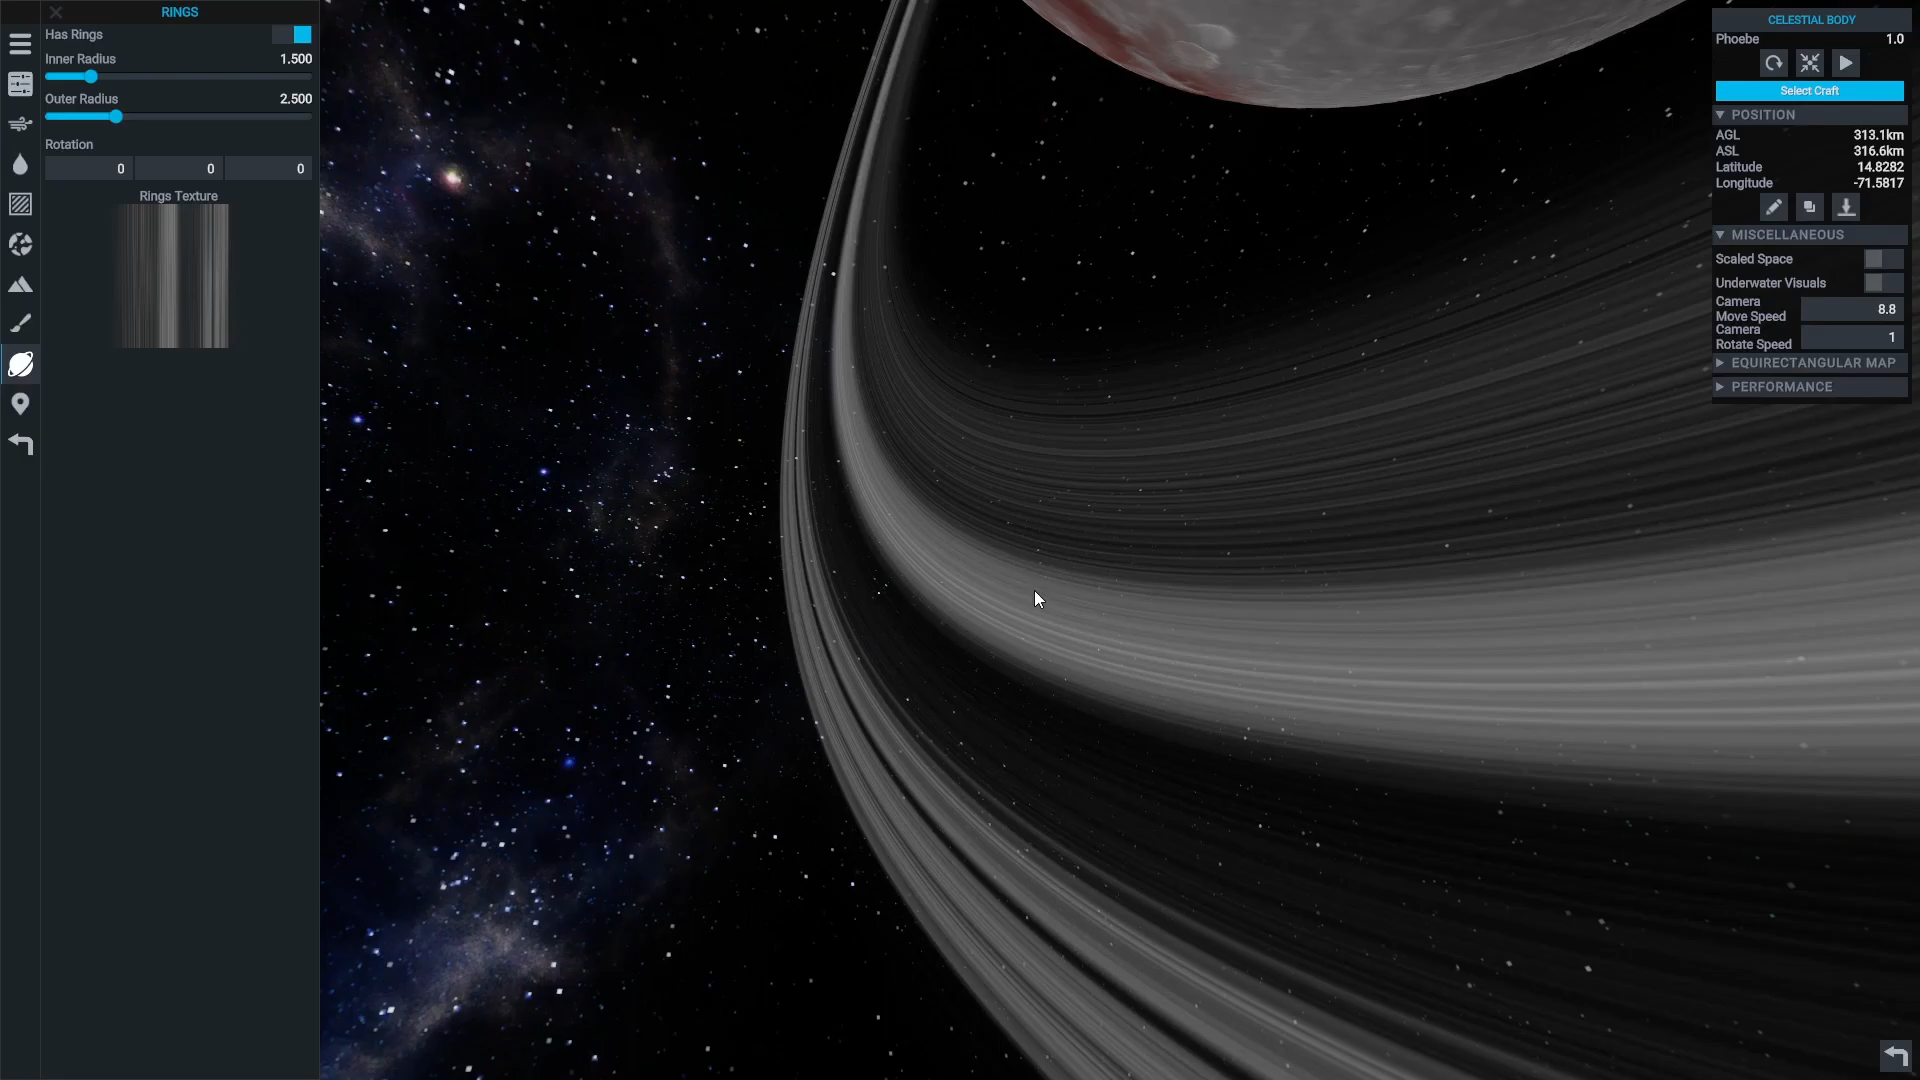 RINGS
Has Rings
Inner Radius 1.500
Outer Radius 2.500
Rotation
0 0 0
Rings Texture
CELESTIAL BODY
Phoebe 1.0
Select Craft
POSITION
AGL 313.1km
ASL 316.6km
Latitude 14.8282
Longitude -71.5817
MISCELLANEOUS
Scaled Space
Underwater Visuals
Camera
Move Speed 8.8
Camera
Rotate Speed 1
EQUIRECTANGULAR MAP
PERFORMANCE